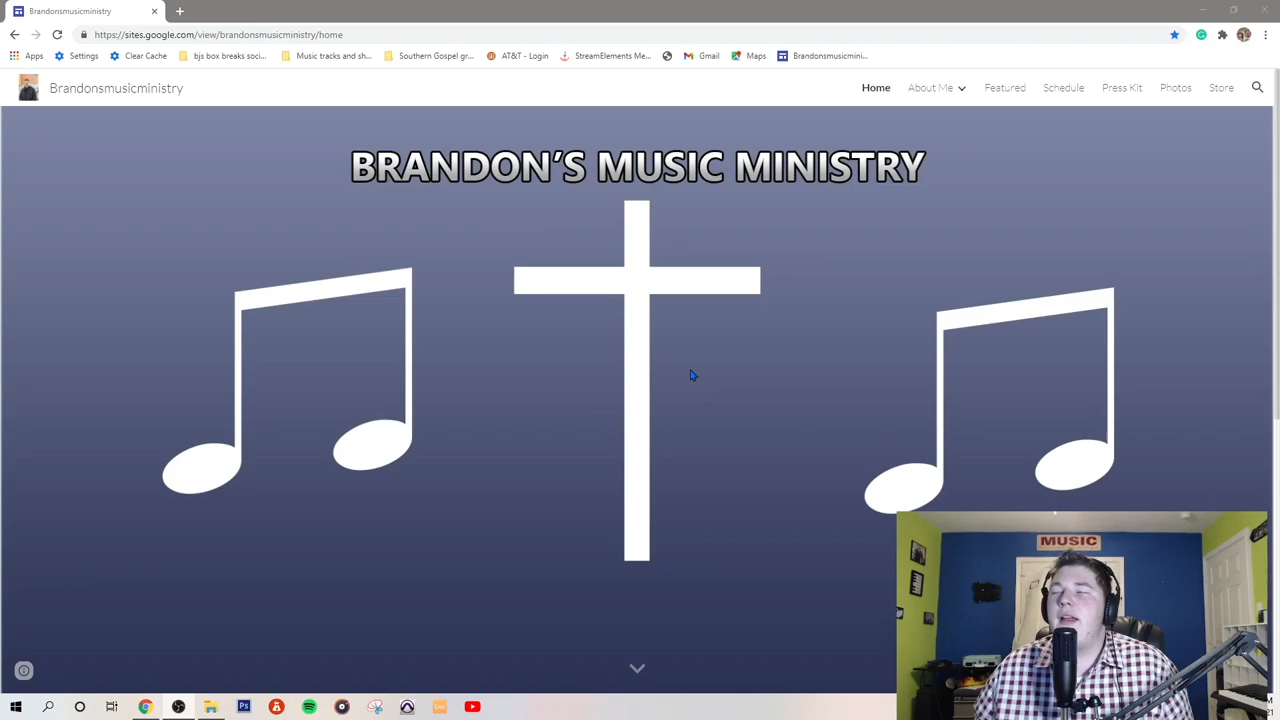 Brandonsmusicministry
https://sites.google.com/view/brandonsmusicministry/home
Apps Settings Clear Cache bjs box breaks soci... Music tracks and sh... Southern Gospel gr... AT&T - Login StreamElements Me... Gmail Maps Brandonsmusicmini...
Brandonsmusicministry Home About Me Featured Schedule Press Kit Photos Store
BRANDON'S MUSIC MINISTRY
MUSIC
Ps Live